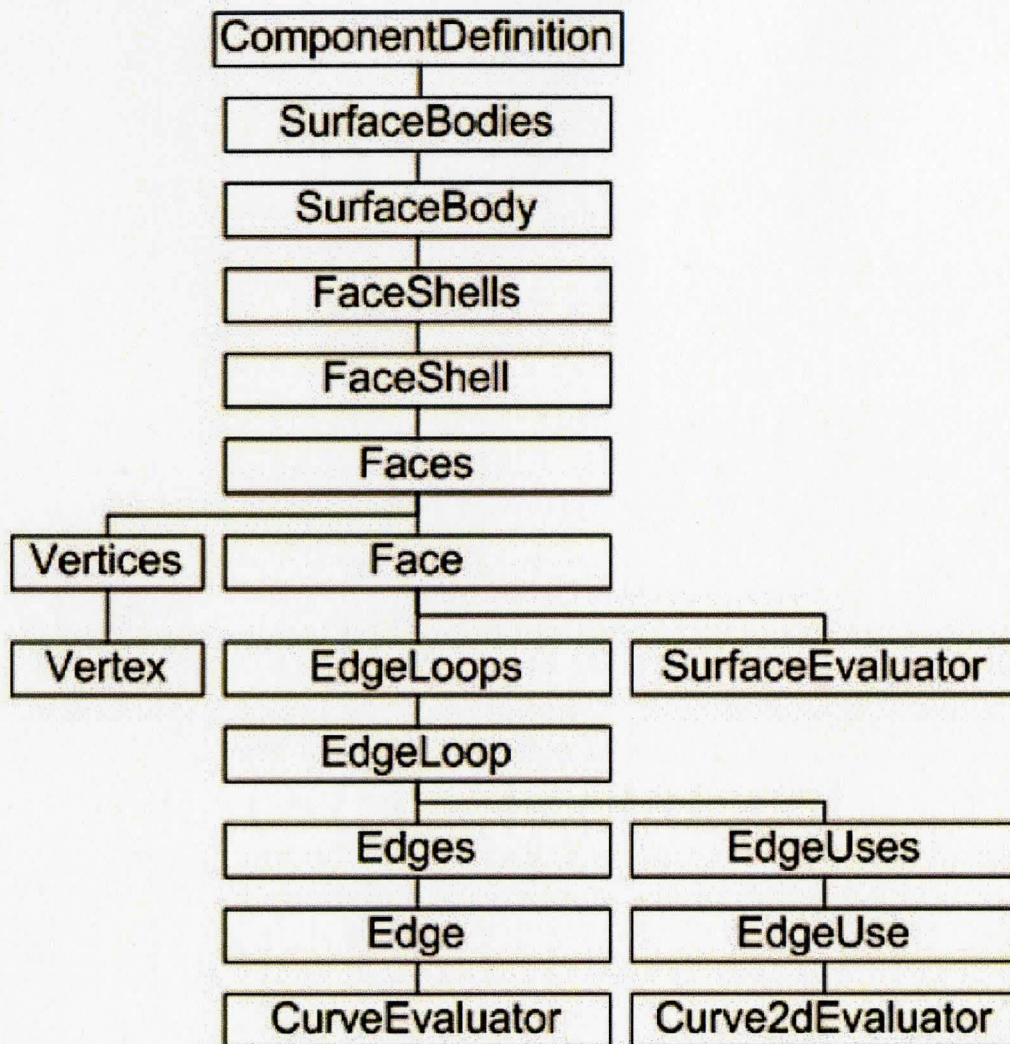 ComponentDefinition
SurfaceBodies
SurfaceBody
FaceShells
FaceShell
Faces
Vertices
Face
Vertex
EdgeLoops
SurfaceEvaluator
EdgeLoop
Edges
EdgeUses
Edge
EdgeUse
CurveEvaluator
Curve2dEvaluator